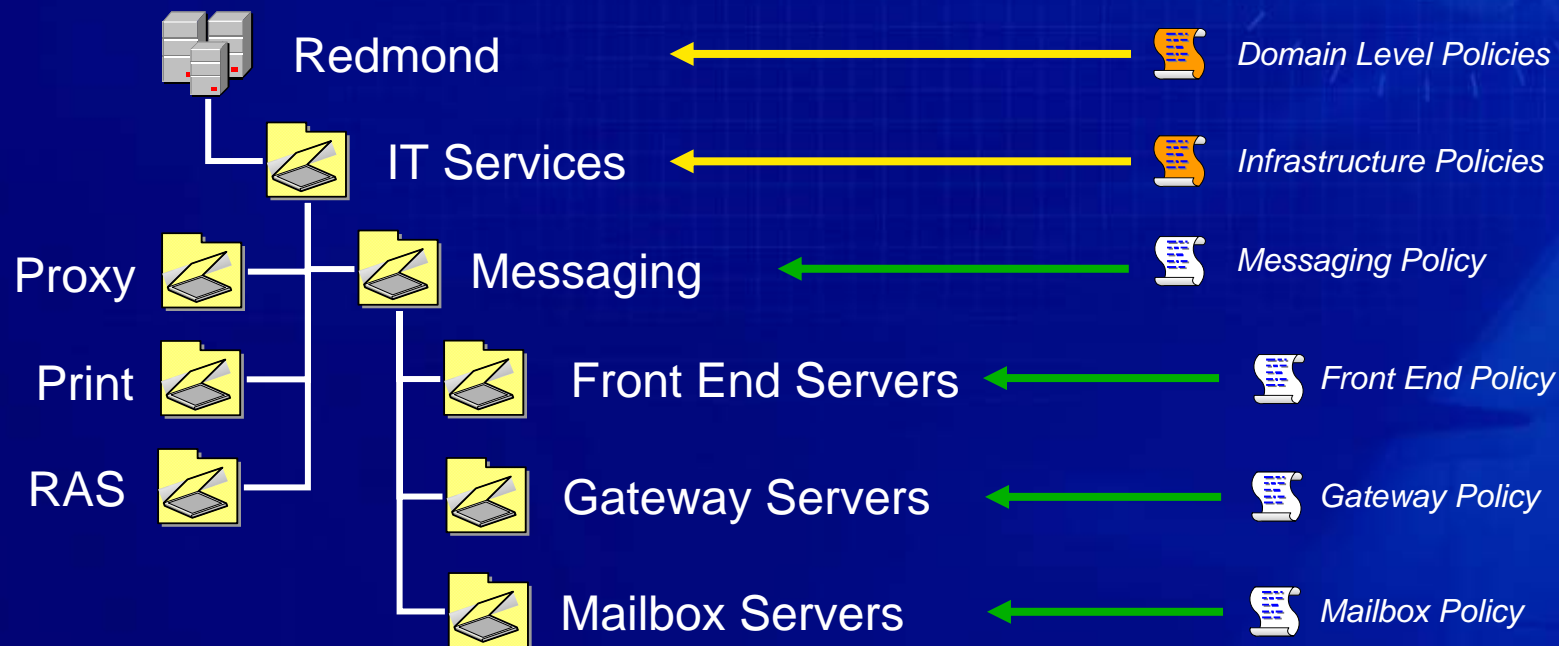 Redmond
Domain Level Policies
IT Services
Infrastructure Policies
Proxy
Messaging
Messaging Policy
Print
Front End Servers
Front End Policy
RAS
Gateway Servers
Gateway Policy
Mailbox Servers
Mailbox Policy